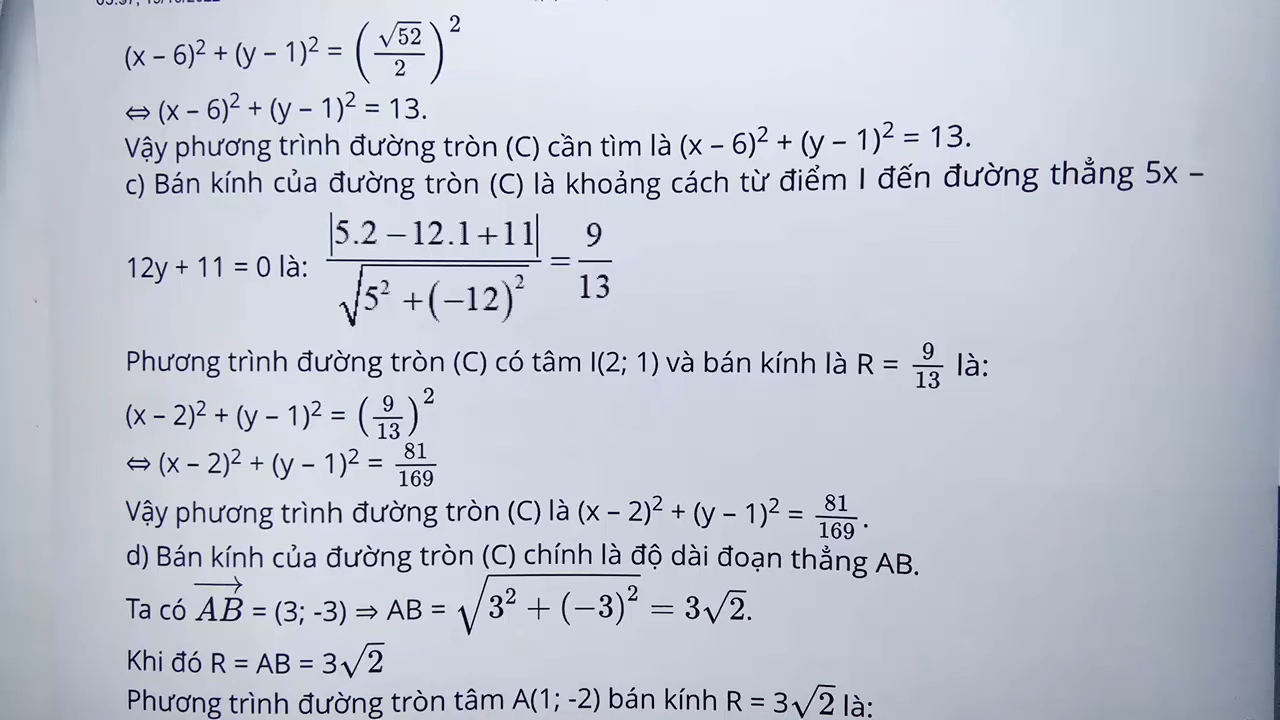 (x – 6)² + (y – 1)² = (√52/2)²
⇔ (x – 6)² + (y – 1)² = 13.
Vậy phương trình đường tròn (C) cần tìm là (x – 6)² + (y – 1)² = 13.
c) Bán kính của đường tròn (C) là khoảng cách từ điểm I đến đường thẳng 5x –
12y + 11 = 0 là: |5.2 – 12.1 + 11| / √(5² + (–12)²) = 9/13
Phương trình đường tròn (C) có tâm I(2; 1) và bán kính là R = 9/13 là:
(x – 2)² + (y – 1)² = (9/13)²
⇔ (x – 2)² + (y – 1)² = 81/169
Vậy phương trình đường tròn (C) là (x – 2)² + (y – 1)² = 81/169.
d) Bán kính của đường tròn (C) chính là độ dài đoạn thẳng AB.
Ta có \overrightarrow{AB} = (3; -3) ⇒ AB = √(3² + (–3)²) = 3√2.
Khi đó R = AB = 3√2
Phương trình đường tròn tâm A(1; -2) bán kính R = 3√2 là: